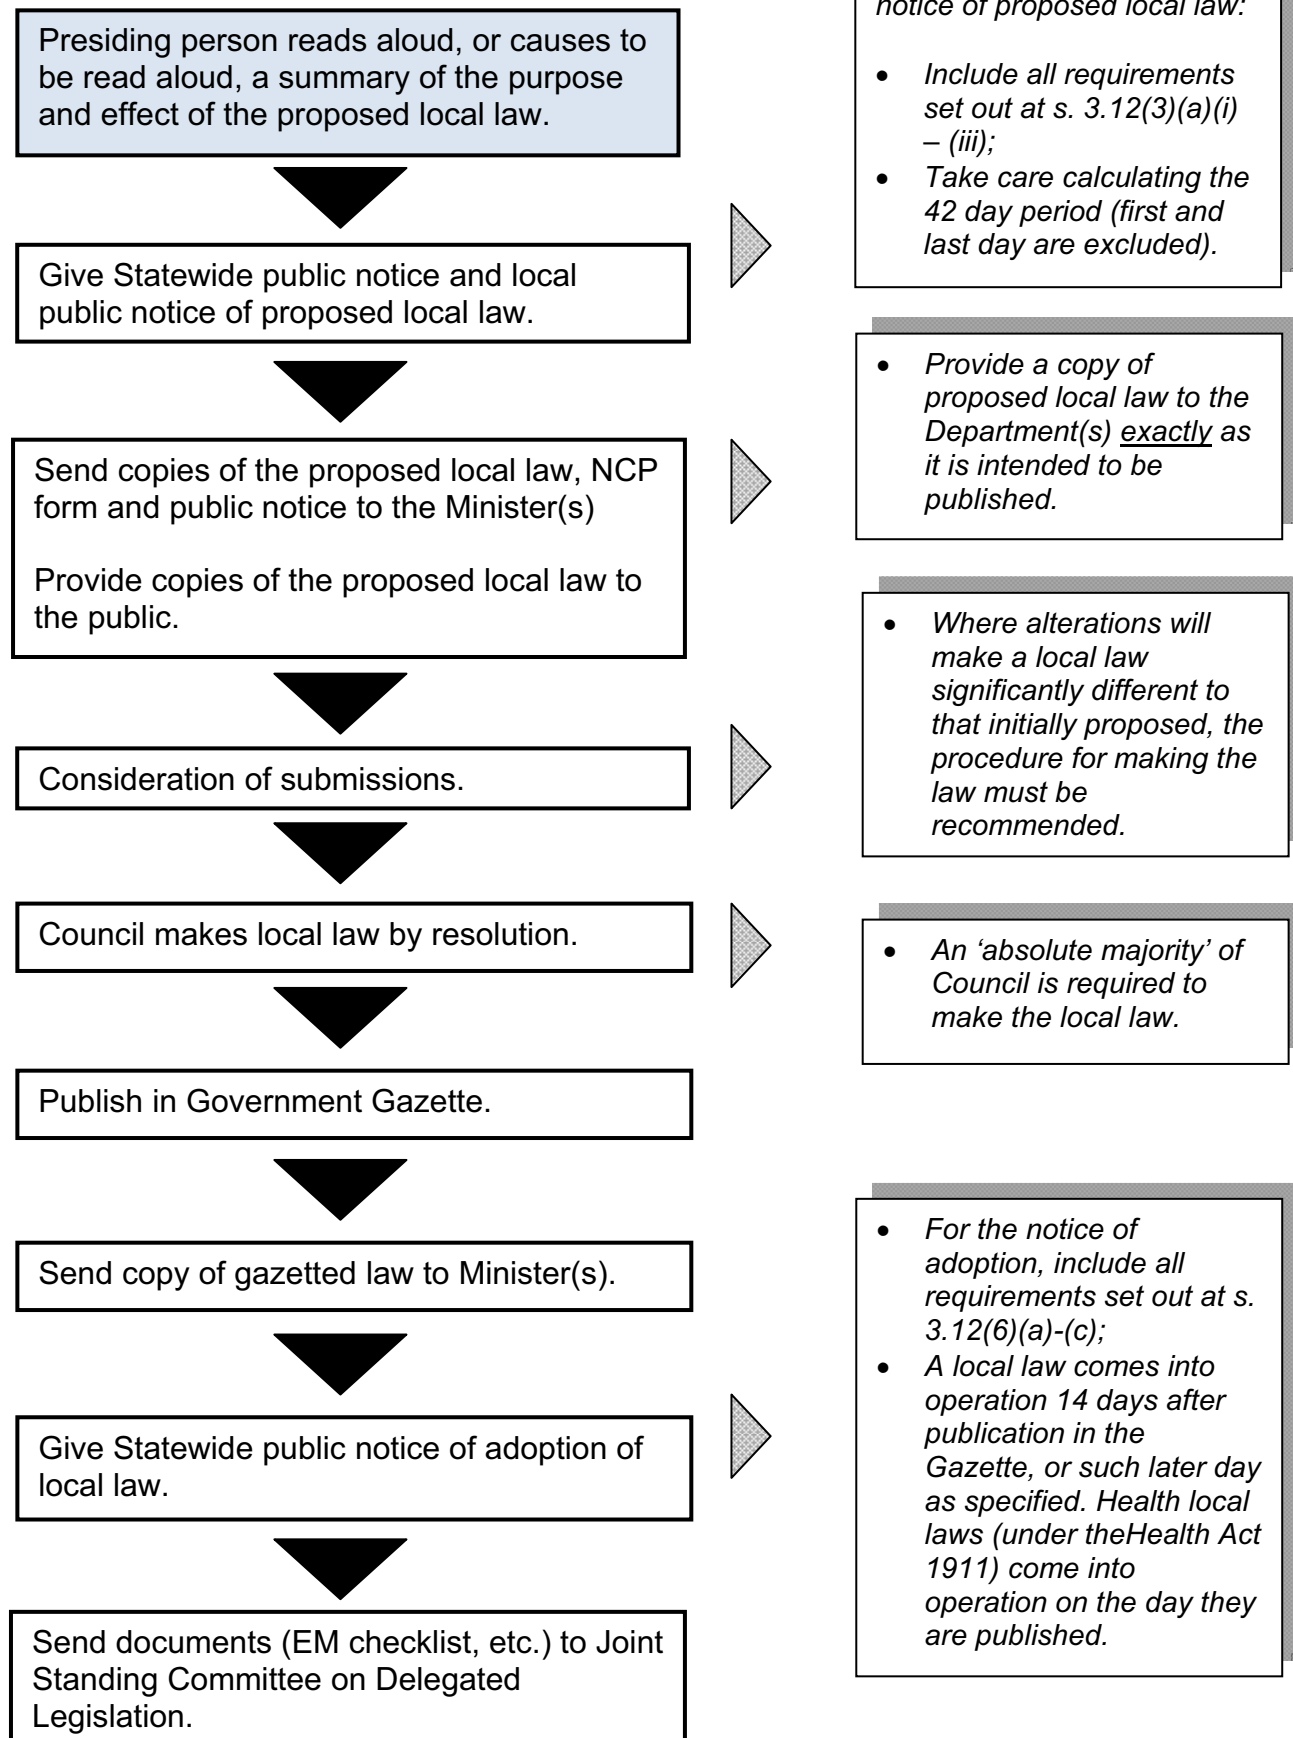 Presiding person reads aloud, or causes to
be read aloud, a summary of the purpose
and effect of the proposed local law.
notice of proposed local law:
• Include all requirements
set out at s. 3.12(3)(a)(i)
– (iii);
• Take care calculating the
42 day period (first and
last day are excluded).
Give Statewide public notice and local
public notice of proposed local law.
• Provide a copy of
proposed local law to the
Department(s) exactly as
it is intended to be
published.
Send copies of the proposed local law, NCP
form and public notice to the Minister(s)
Provide copies of the proposed local law to
the public.
• Where alterations will
make a local law
significantly different to
that initially proposed, the
procedure for making the
law must be
recommended.
Consideration of submissions.
Council makes local law by resolution.
• An ‘absolute majority’ of
Council is required to
make the local law.
Publish in Government Gazette.
Send copy of gazetted law to Minister(s).
• For the notice of
adoption, include all
requirements set out at s.
3.12(6)(a)-(c);
• A local law comes into
operation 14 days after
publication in the
Gazette, or such later day
as specified. Health local
laws (under theHealth Act
1911) come into
operation on the day they
are published.
Give Statewide public notice of adoption of
local law.
Send documents (EM checklist, etc.) to Joint
Standing Committee on Delegated
Legislation.